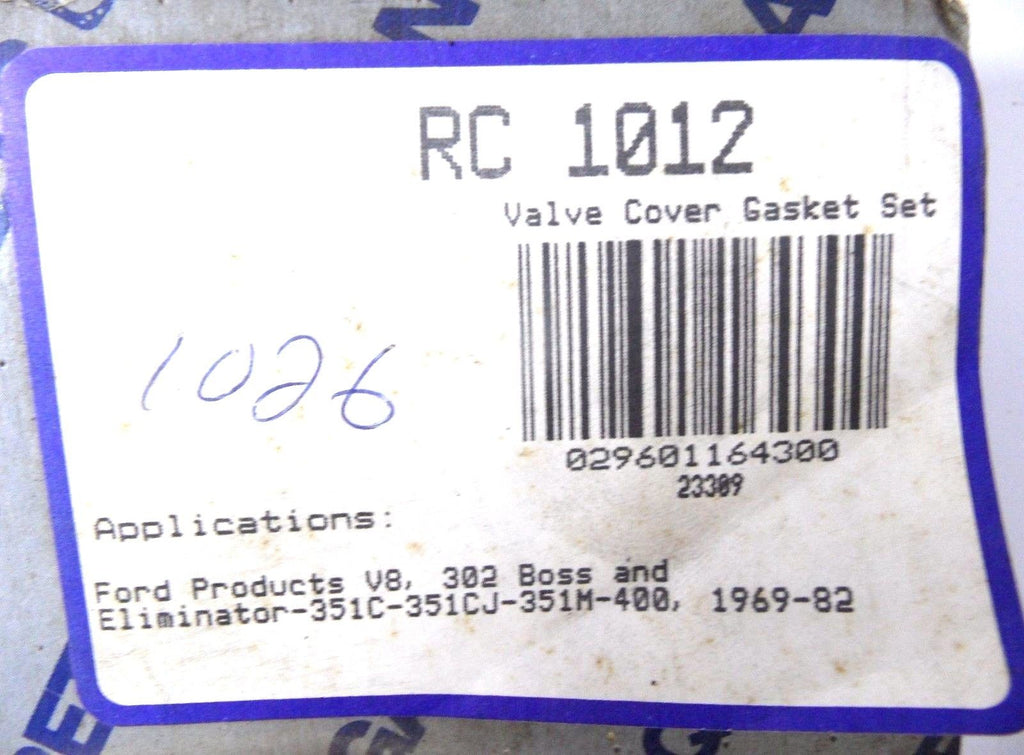 RC 1012
Valve Cover Gasket Set
029601164300
23309
1026
Applications:
Ford Products V8, 302 Boss and
Eliminator-351C-351CJ-351M-400, 1969-82